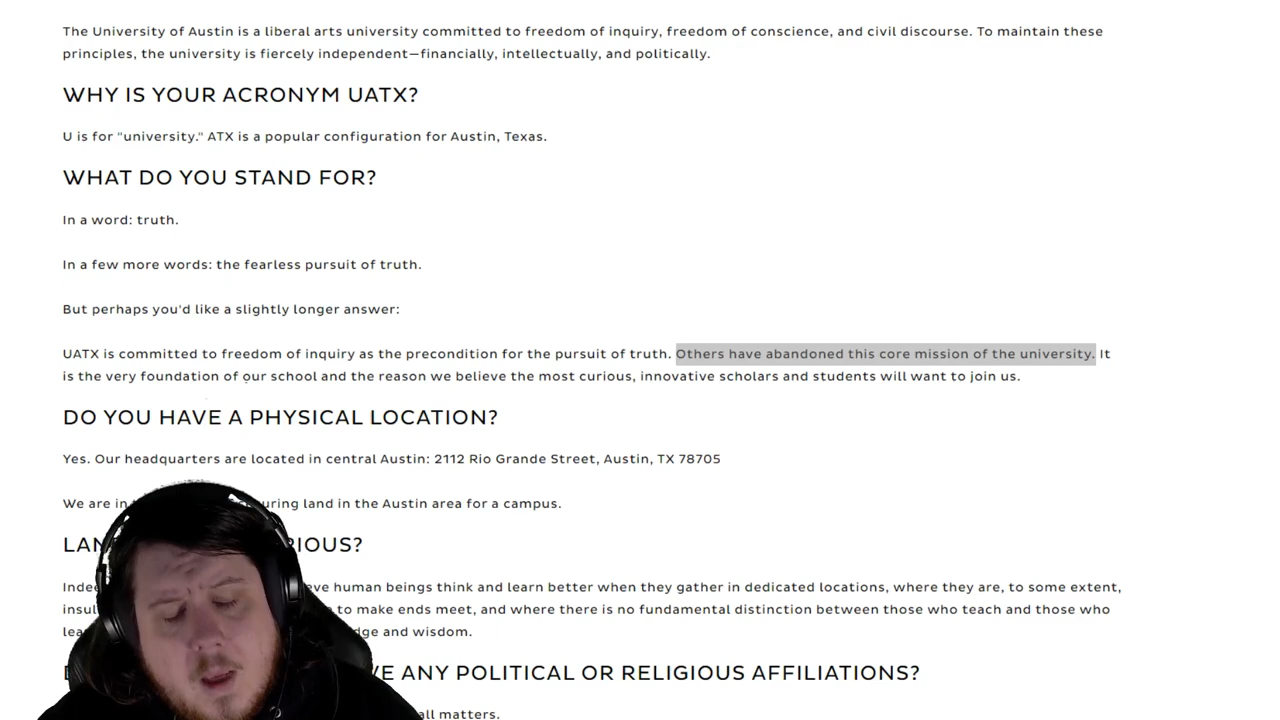 The University of Austin is a liberal arts university committed to freedom of inquiry, freedom of conscience, and civil discourse. To maintain these
principles, the university is fiercely independent—financially, intellectually, and politically.
WHY IS YOUR ACRONYM UATX?
U is for "university." ATX is a popular configuration for Austin, Texas.
WHAT DO YOU STAND FOR?
In a word: truth.
In a few more words: the fearless pursuit of truth.
But perhaps you'd like a slightly longer answer:
UATX is committed to freedom of inquiry as the precondition for the pursuit of truth. Others have abandoned this core mission of the university. It
is the very foundation of our school and the reason we believe the most curious, innovative scholars and students will want to join us.
DO YOU HAVE A PHYSICAL LOCATION?
Yes. Our headquarters are located in central Austin: 2112 Rio Grande Street, Austin, TX 78705
We are in land in the Austin area for a campus.
human beings think and learn better when they gather in dedicated locations, where they are, to some extent,
to make ends meet, and where there is no fundamental distinction between those who teach and those who
and wisdom.
ANY POLITICAL OR RELIGIOUS AFFILIATIONS?
all matters.